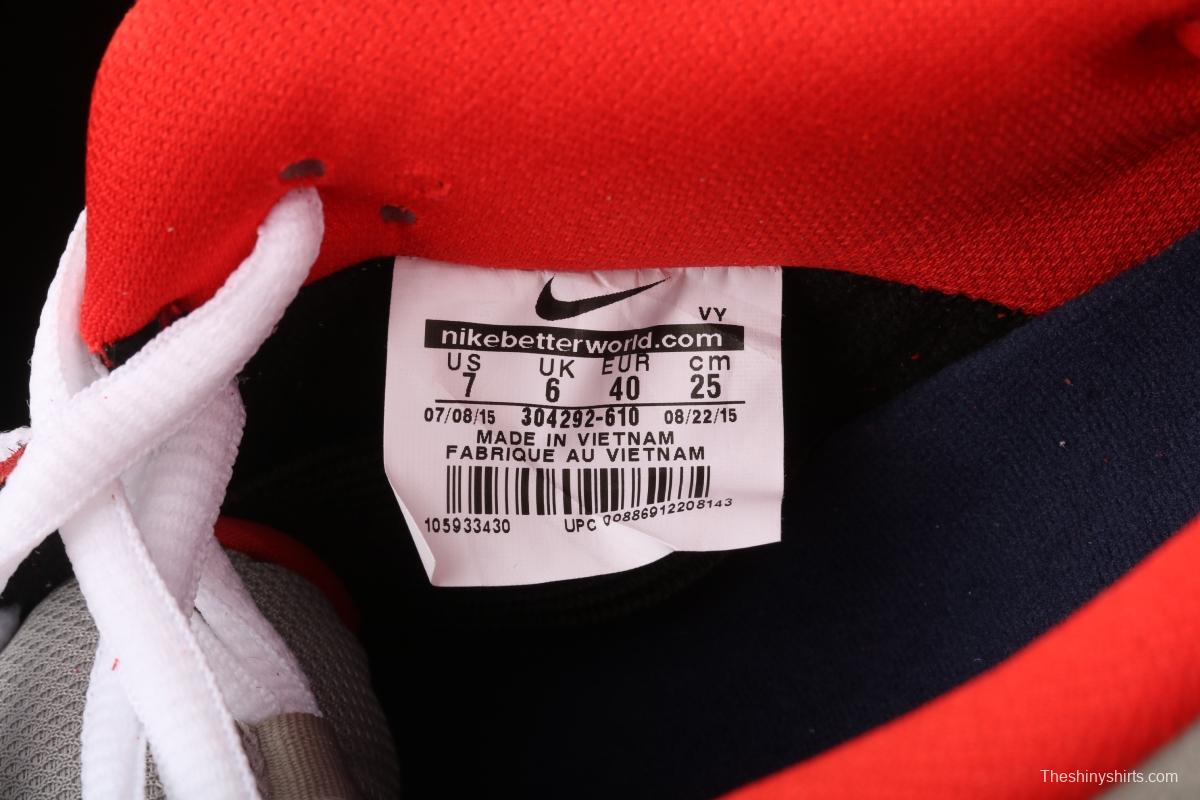 VY
nikebetterworld.com
US UK EUR cm
7 6 40 25
07/08/15 304292-610 08/22/15
MADE IN VIETNAM
FABRIQUE AU VIETNAM
105933430 UPC 00886912208143
Theshinyshirts.com